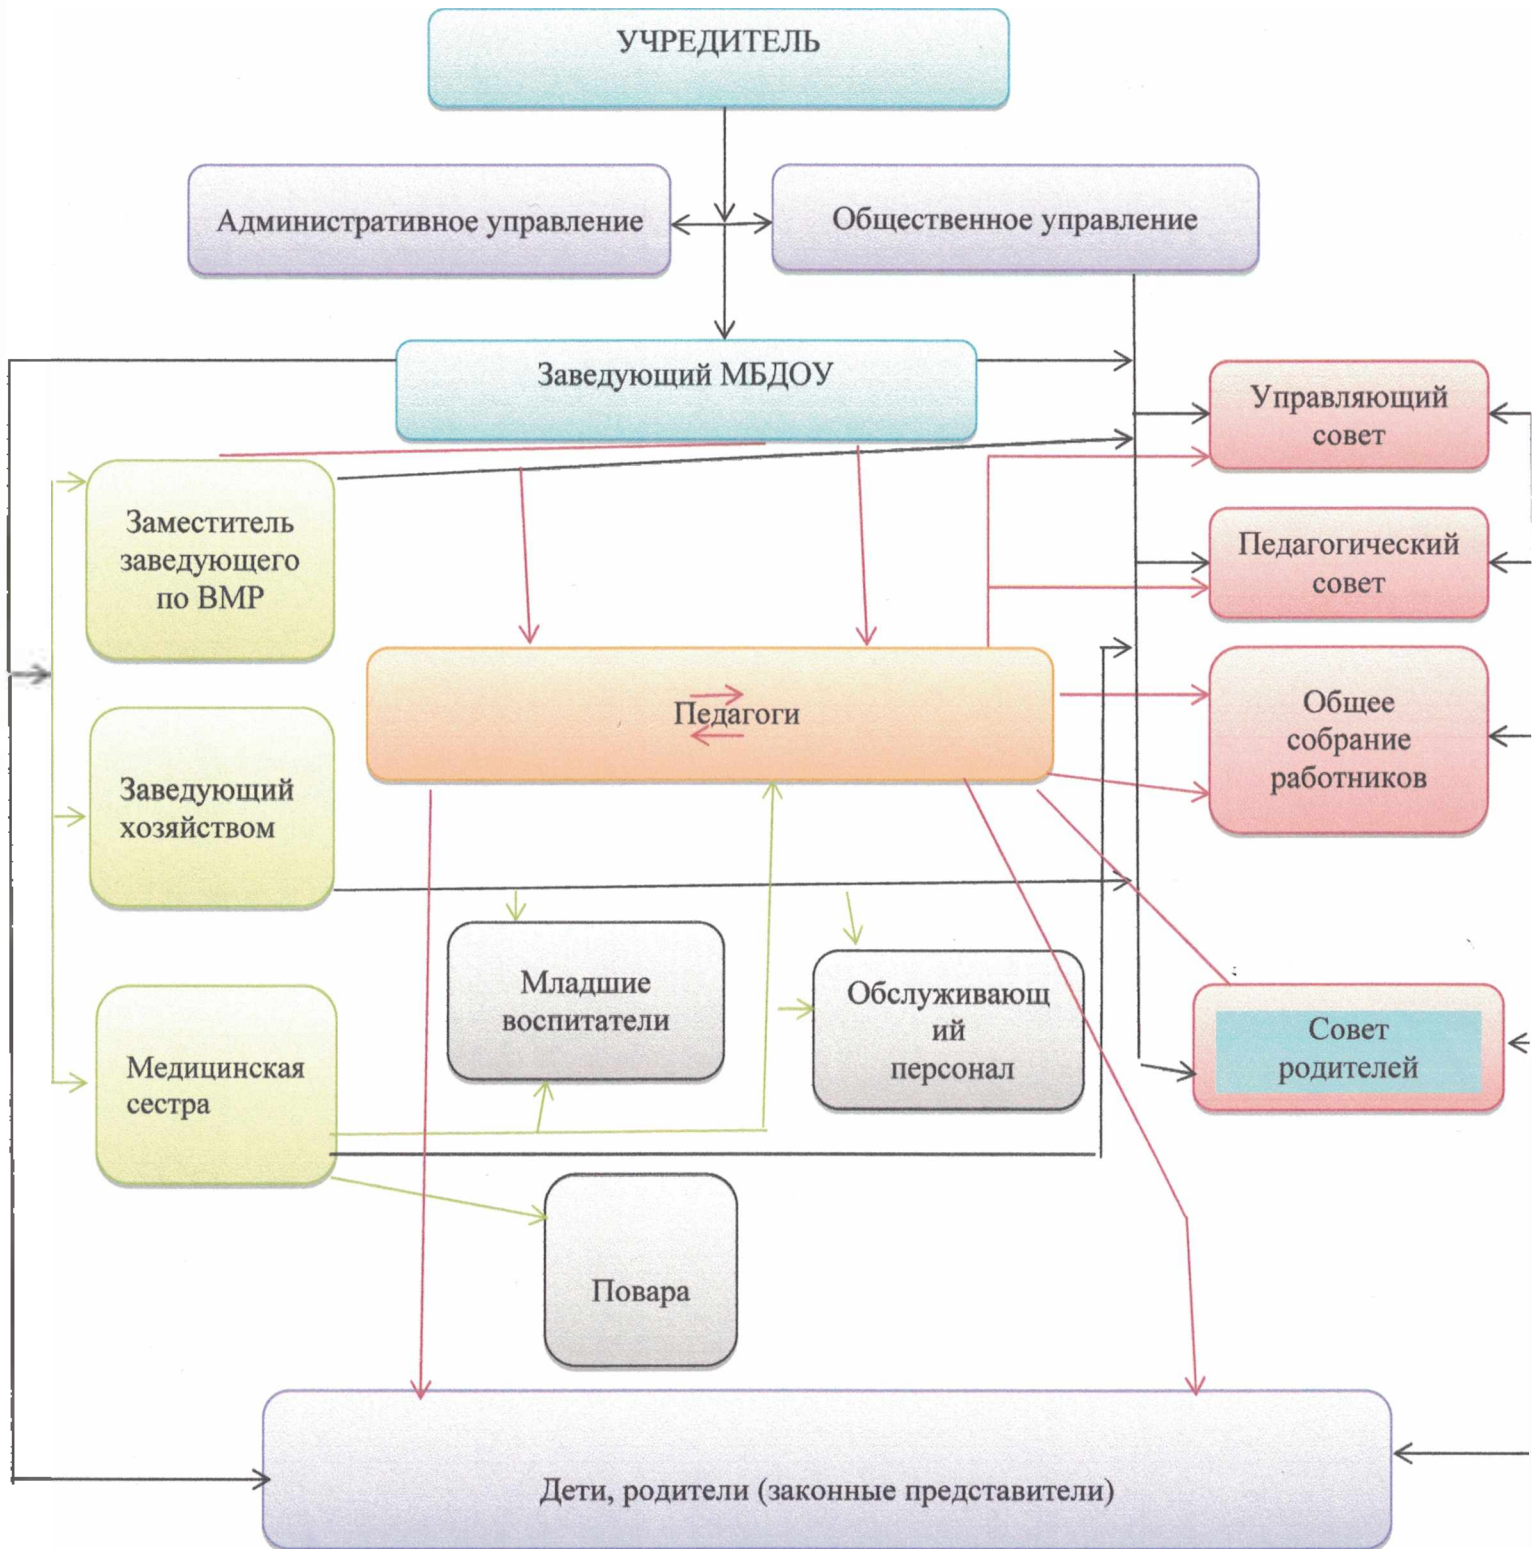 УЧРЕДИТЕЛЬ
Административное управление
Общественное управление
Заведующий МБДОУ
Управляющий
совет
Заместитель
заведующего
по ВМР
Педагогический
совет
Педагоги
Общее
собрание
работников
Заведующий
хозяйством
Младшие
воспитатели
Обслуживающ
ий
персонал
Совет
родителей
Медицинская
сестра
Повара
Дети, родители (законные представители)